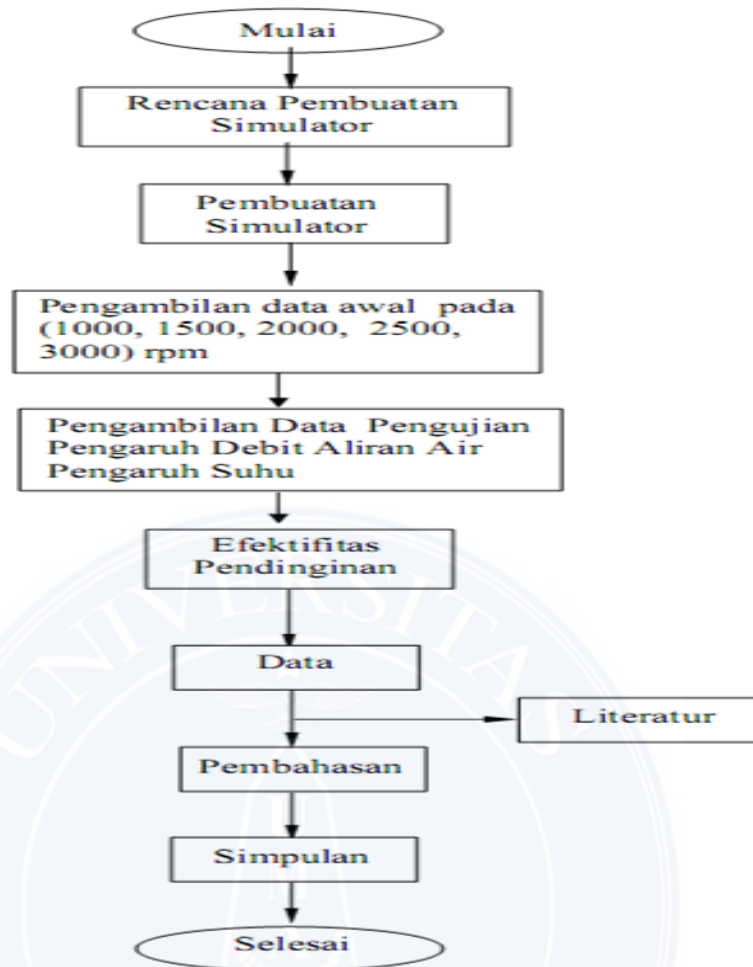 Mulai
Rencana Pembuatan
Simulator
Pembuatan
Simulator
Pengambilan data awal pada
(1000, 1500, 2000, 2500,
3000) rpm
Pengambilan Data Pengujian
Pengaruh Debit Aliran Air
Pengaruh Suhu
Efektifitas
Pendinginan
UNIVERSITAS
Data
Literatur
Pembahasan
Simpulan
Selesai